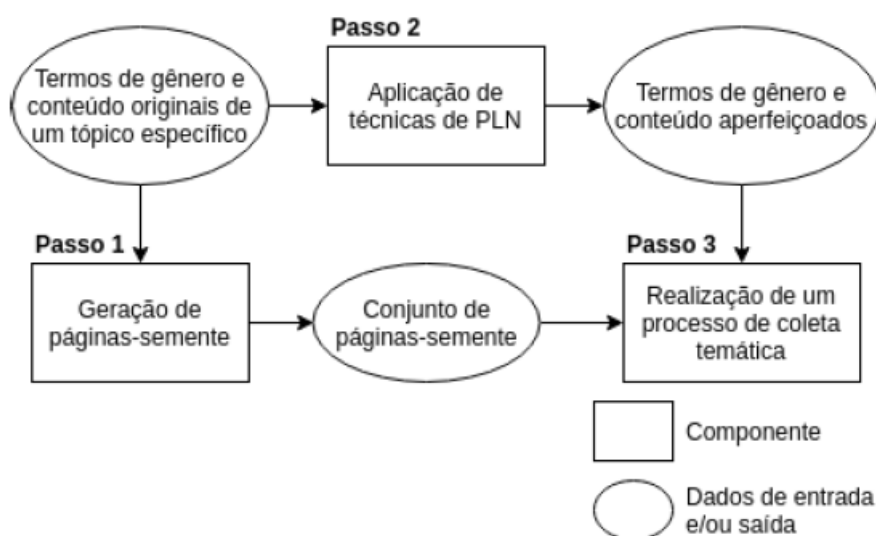 Passo 2
Termos de gênero e
conteúdo originais de
um tópico específico
Aplicação de
técnicas de PLN
Termos de gênero e
conteúdo aperfeiçoados
Passo 1
Geração de
páginas-semente
Conjunto de
páginas-semente
Passo 3
Realização de um
processo de coleta
temática
Componente
Dados de entrada
e/ou saída